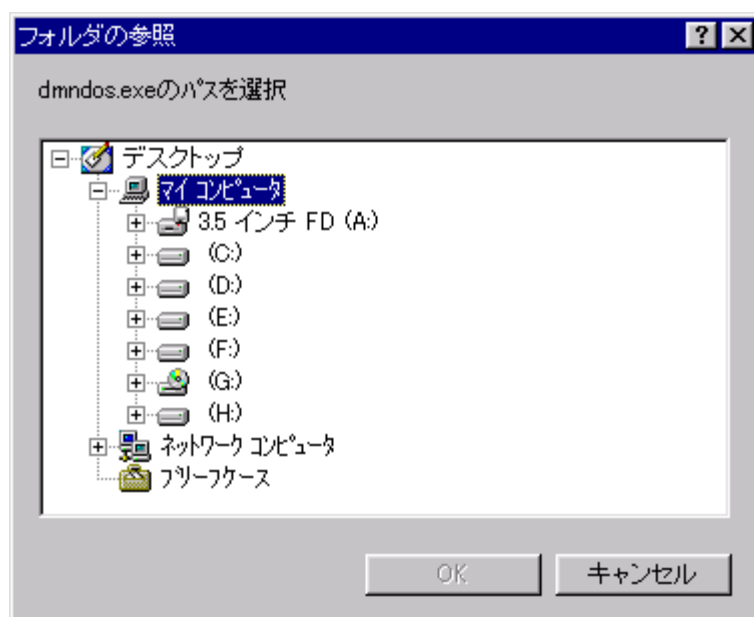 フォルダの参照
dmndos.exeのパスを選択
デスクトップ
マイ コンピュータ
3.5 インチ FD (A:)
(C:)
(D:)
(E:)
(F:)
(G:)
(H:)
ネットワーク コンピュータ
ブリーフケース
OK キャンセル